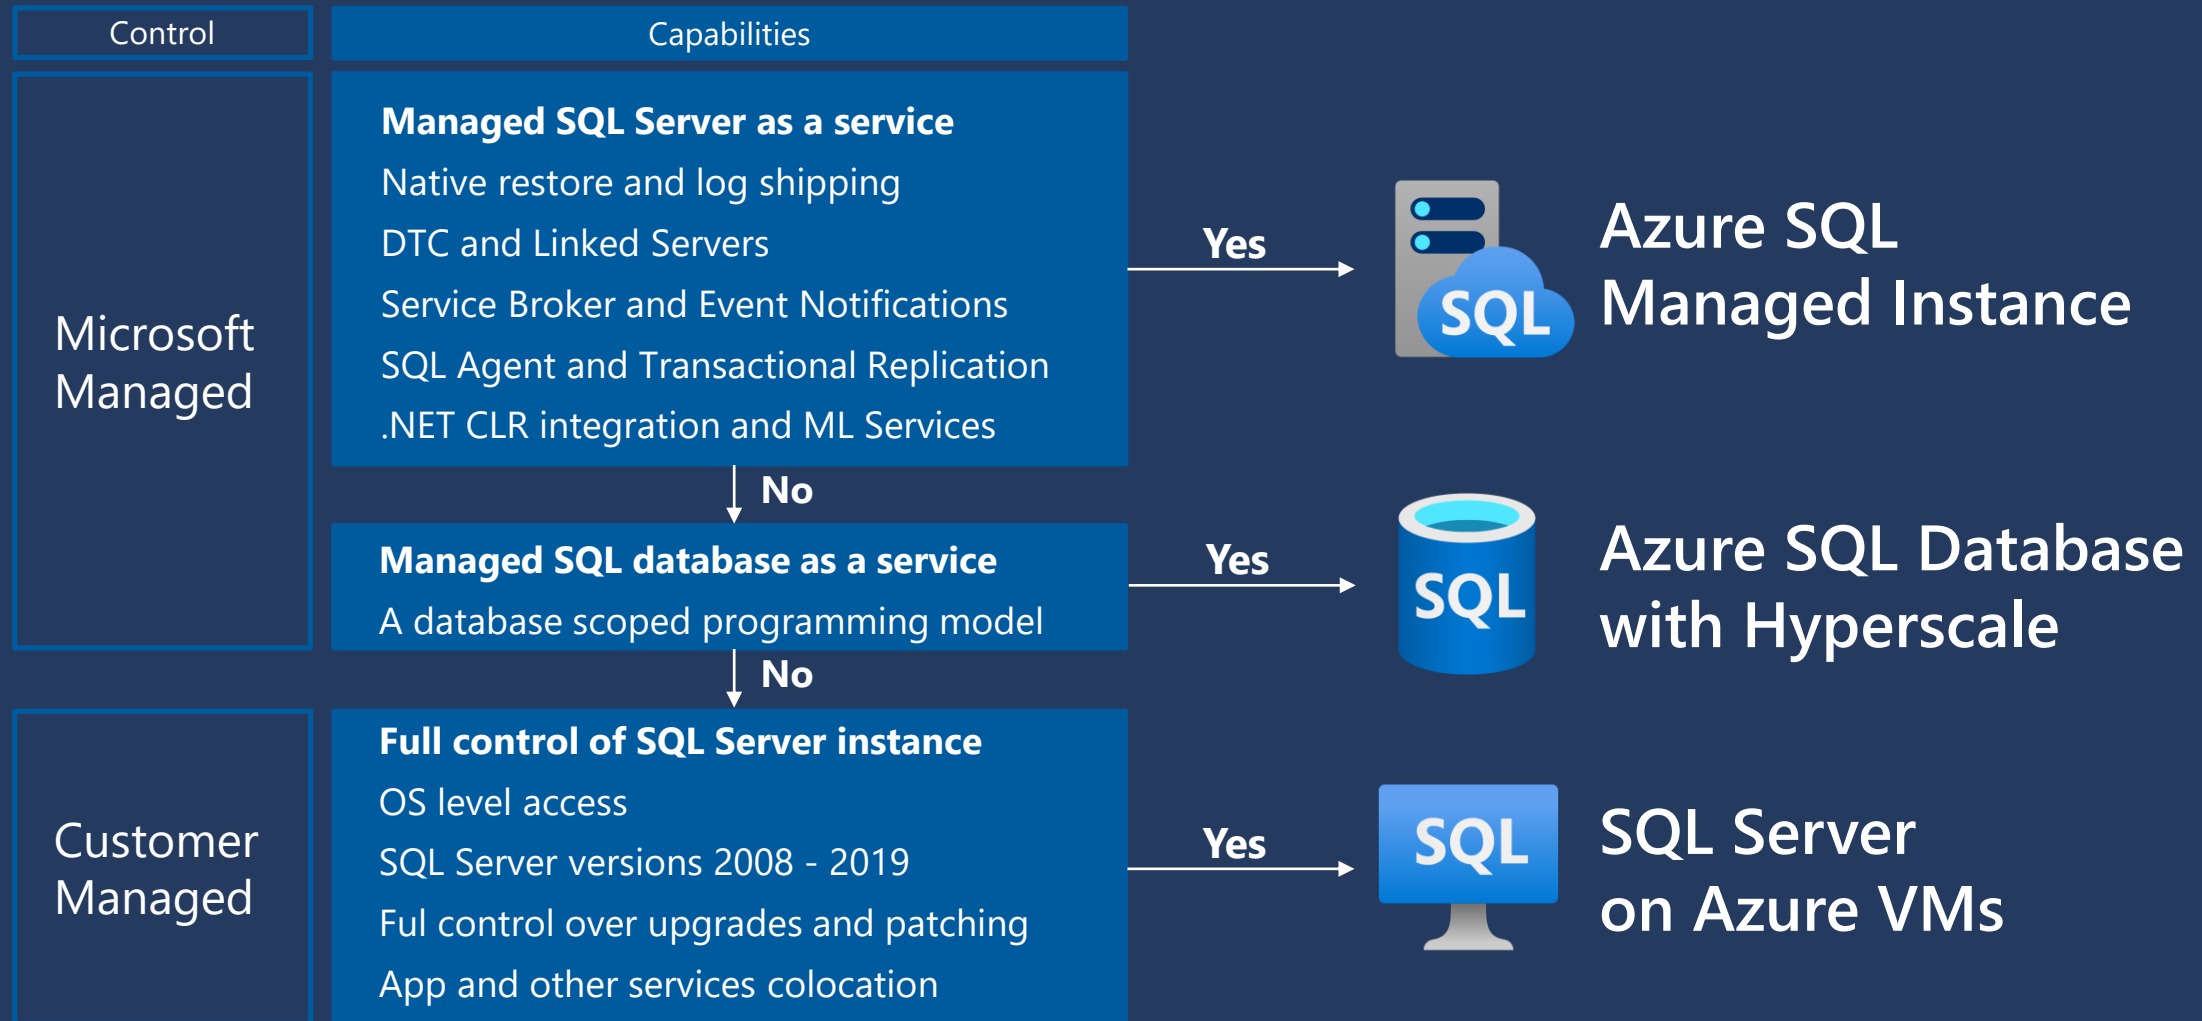 Control
Capabilities
Microsoft
Managed
Managed SQL Server as a service
Native restore and log shipping
DTC and Linked Servers
Service Broker and Event Notifications
SQL Agent and Transactional Replication
.NET CLR integration and ML Services
Yes
SQL
Azure SQL
Managed Instance
No
Managed SQL database as a service
A database scoped programming model
Yes
SQL
Azure SQL Database
with Hyperscale
No
Customer
Managed
Full control of SQL Server instance
OS level access
SQL Server versions 2008 - 2019
Ful control over upgrades and patching
App and other services colocation
Yes
SQL
SQL Server
on Azure VMs